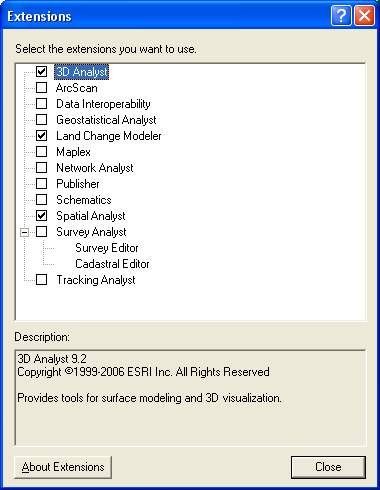 Extensions
Select the extensions you want to use.
3D Analyst
ArcScan
Data Interoperability
Geostatistical Analyst
Land Change Modeler
Maplex
Network Analyst
Publisher
Schematics
Spatial Analyst
Survey Analyst
Survey Editor
Cadastral Editor
Tracking Analyst
Description:
3D Analyst 9.2
Copyright ©1999-2006 ESRI Inc. All Rights Reserved
Provides tools for surface modeling and 3D visualization.
About Extensions Close